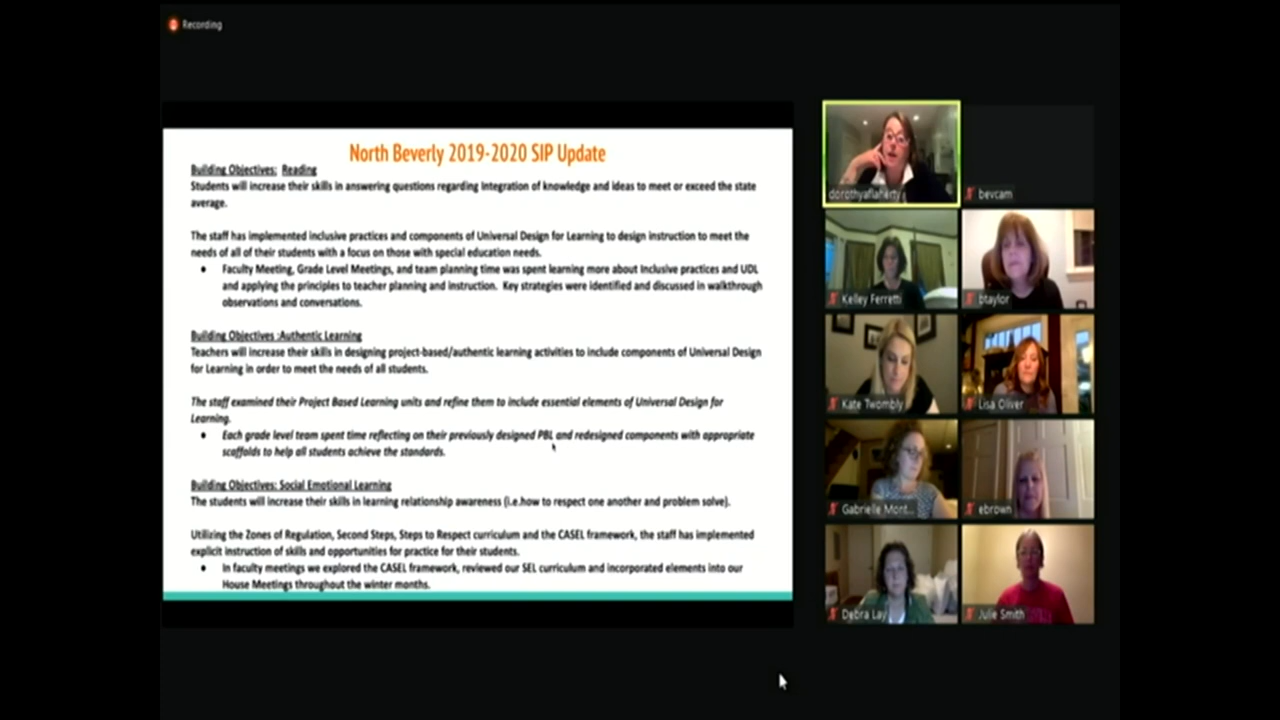 Recording
North Beverly 2019-2020 SIP Update
Building Objectives: Reading
Students will increase their skills in answering questions regarding Integration of knowledge and ideas to meet or exceed the state
average.
The staff has implemented inclusive practices and components of Universal Design for Learning to design instruction to meet the
needs of all of their students with a focus on those with special education needs.
• Faculty Meeting, Grade Level Meetings, and team planning time was spent learning more about Inclusive practices and UDL
and applying the principles to teacher planning and instruction. Key strategies were identified and discussed in walkthrough
observations and conversations.
Building Objectives :Authentic Learning
Teachers will increase their skills in designing project-based/authentic learning activities to include components of Universal Design
for Learning in order to meet the needs of all students.
The staff examined their Project Based Learning units and refine them to include essential elements of Universal Design for
Learning.
• Each grade level team spent time reflecting on their previously designed PBL and redesigned components with appropriate
scaffolds to help all students achieve the standards.
Building Objectives: Social Emotional Learning
The students will increase their skills in learning relationship awareness (i.e.how to respect one another and problem solve).
Utilizing the Zones of Regulation, Second Steps, Steps to Respect curriculum and the CASEL framework, the staff has implemented
explicit instruction of skills and opportunities for practice for their students.
• In faculty meetings we explored the CASEL framework, reviewed our SEL curriculum and incorporated elements into our
House Meetings throughout the winter months.
dorothyaflaherty
bevcam
Kelley Ferretti
btaylor
Kate Twombly
Lisa Oliver
Gabrielle Mont...
ebrown
Debra Lay
Julie Smith